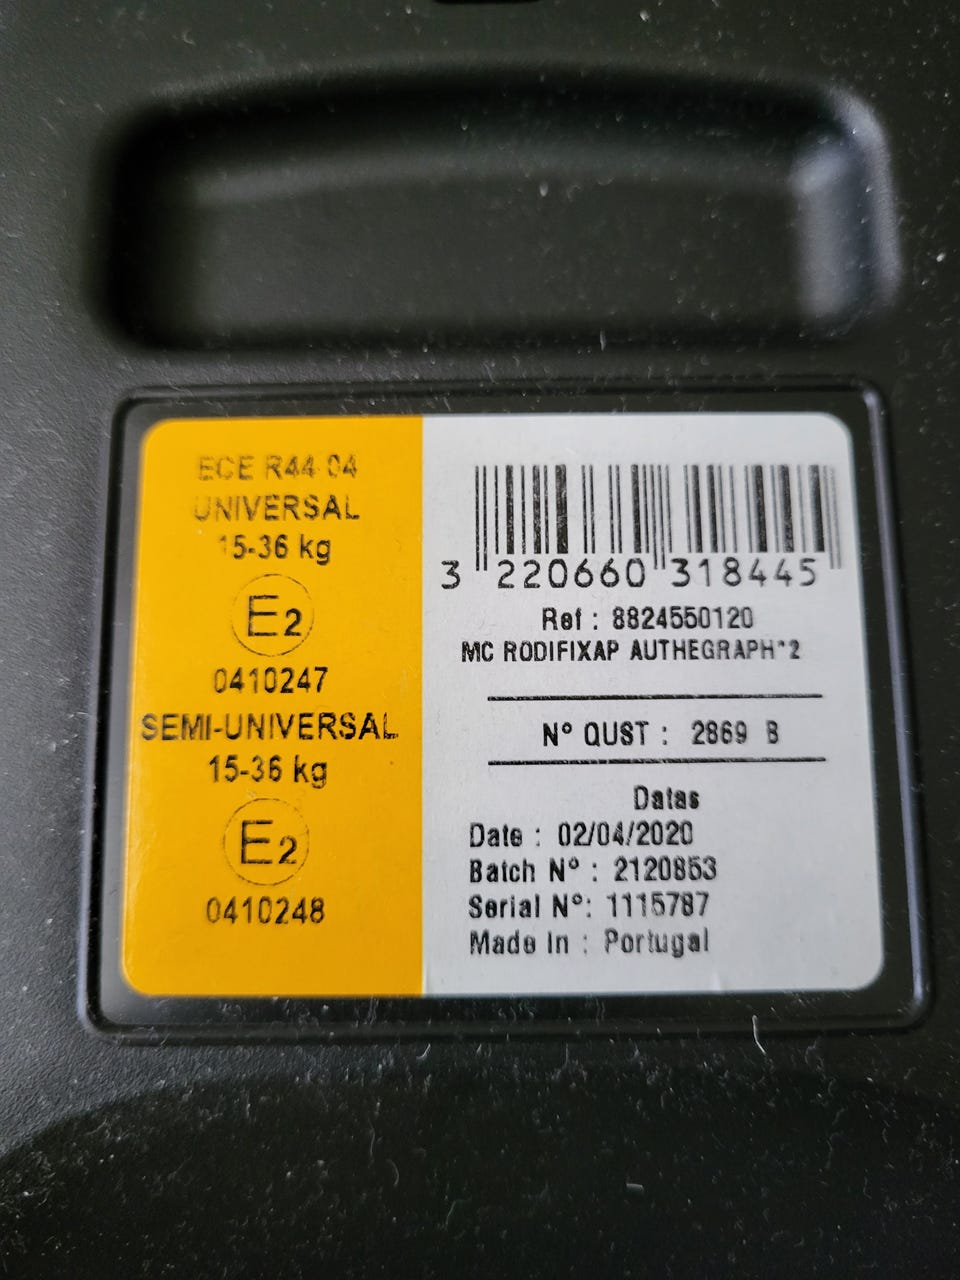 ECE R44 04
UNIVERSAL
15-36 kg
E2
0410247
SEMI-UNIVERSAL
15-36 kg
E2
0410248
3 220660 318445
Ref : 8824550120
MC RODIFIXAP AUTHEGRAPH*2
N° QUST : 2869 B
Datas
Date : 02/04/2020
Batch N° : 2120853
Serial N°: 1115787
Made In : Portugal